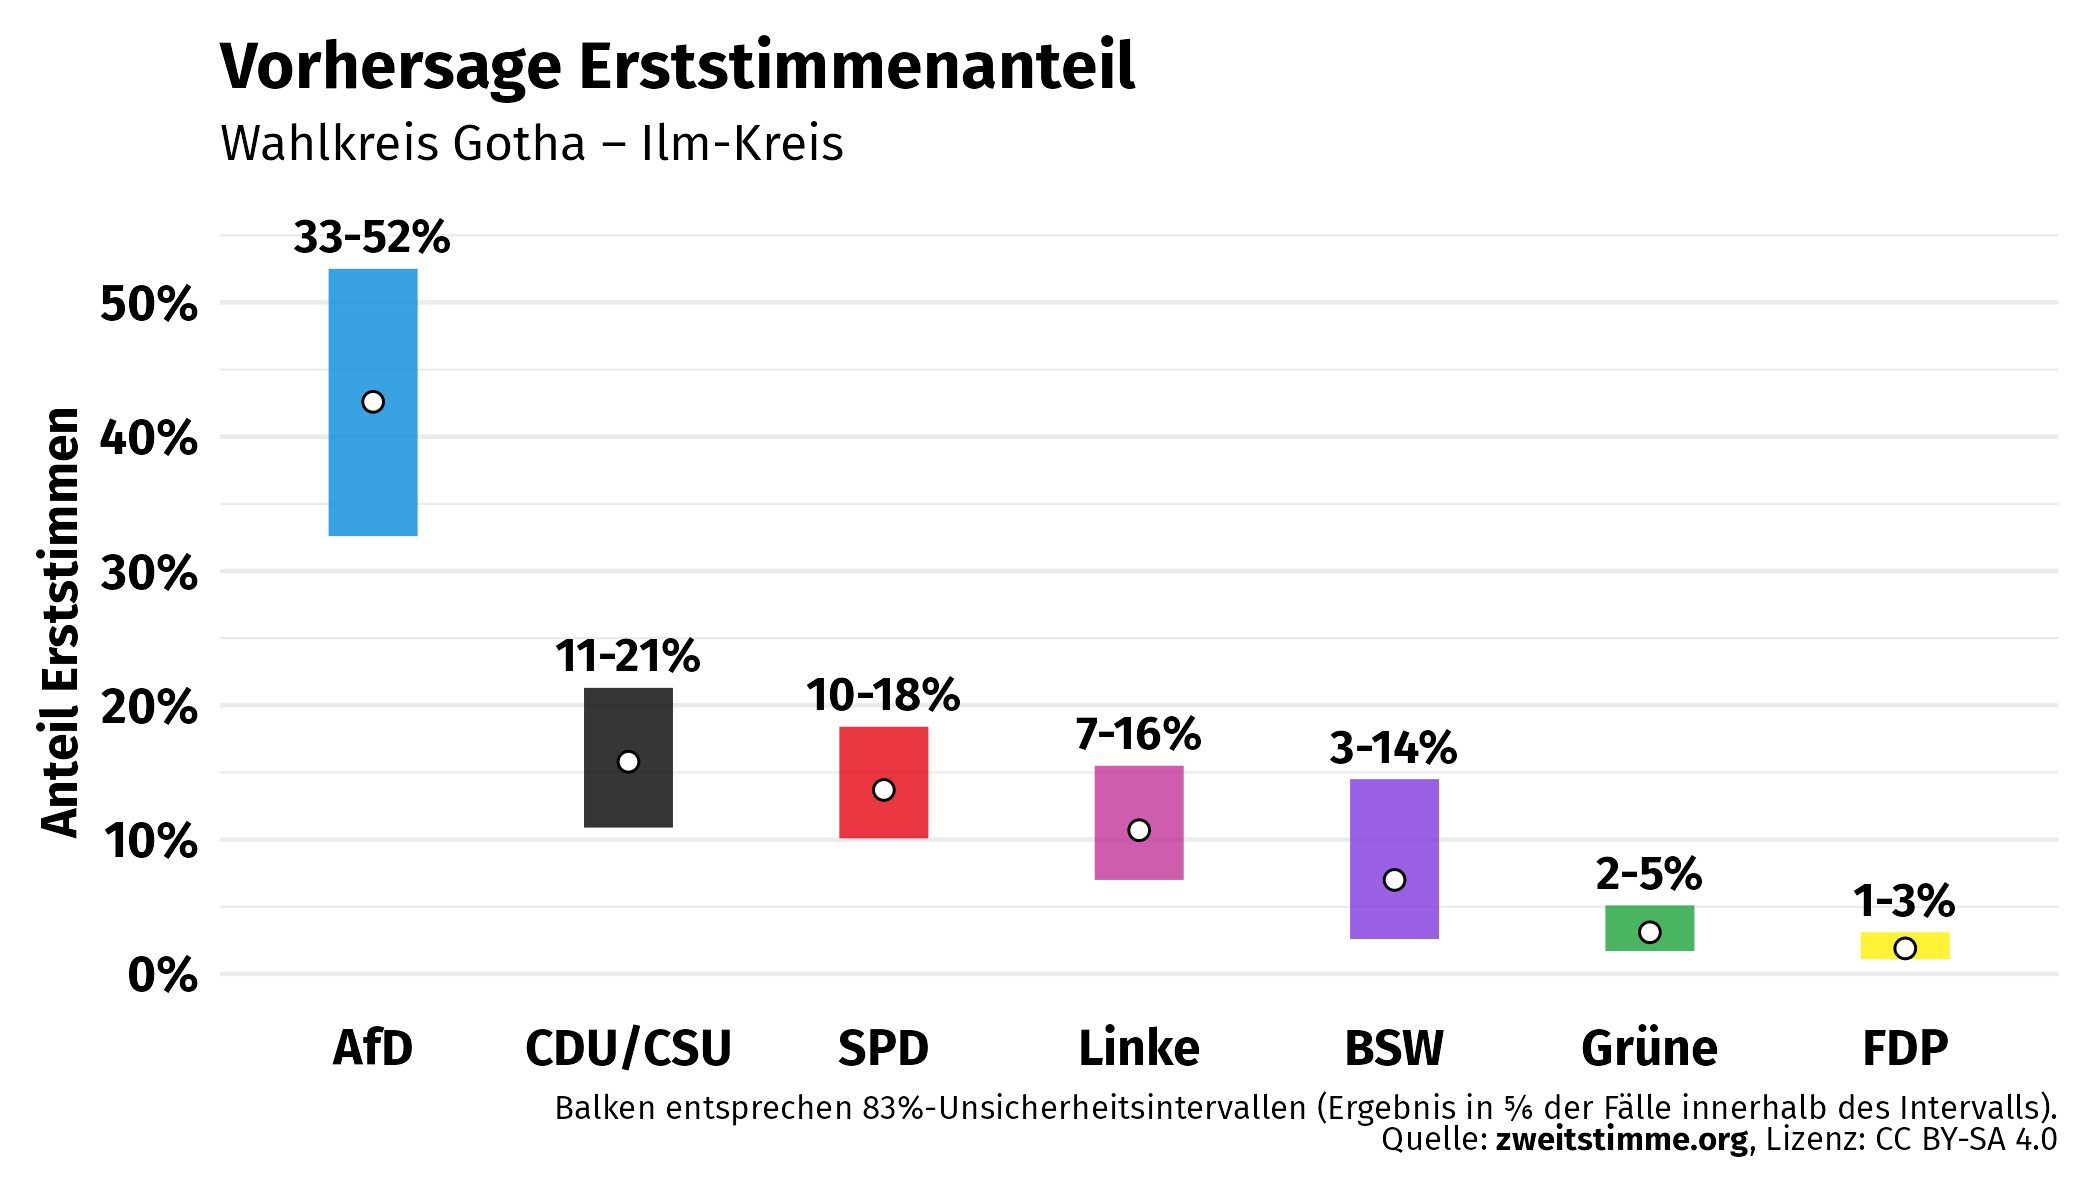 Vorhersage Erststimmenanteil
Wahlkreis Gotha – Ilm-Kreis
Anteil Erststimmen
50%
40%
30%
20%
10%
0%
33-52%
11-21%
10-18%
7-16%
3-14%
2-5%
1-3%
AfD CDU/CSU SPD Linke BSW Grüne FDP
Balken entsprechen 83%-Unsicherheitsintervallen (Ergebnis in ⅚ der Fälle innerhalb des Intervalls).
Quelle: zweitstimme.org, Lizenz: CC BY-SA 4.0